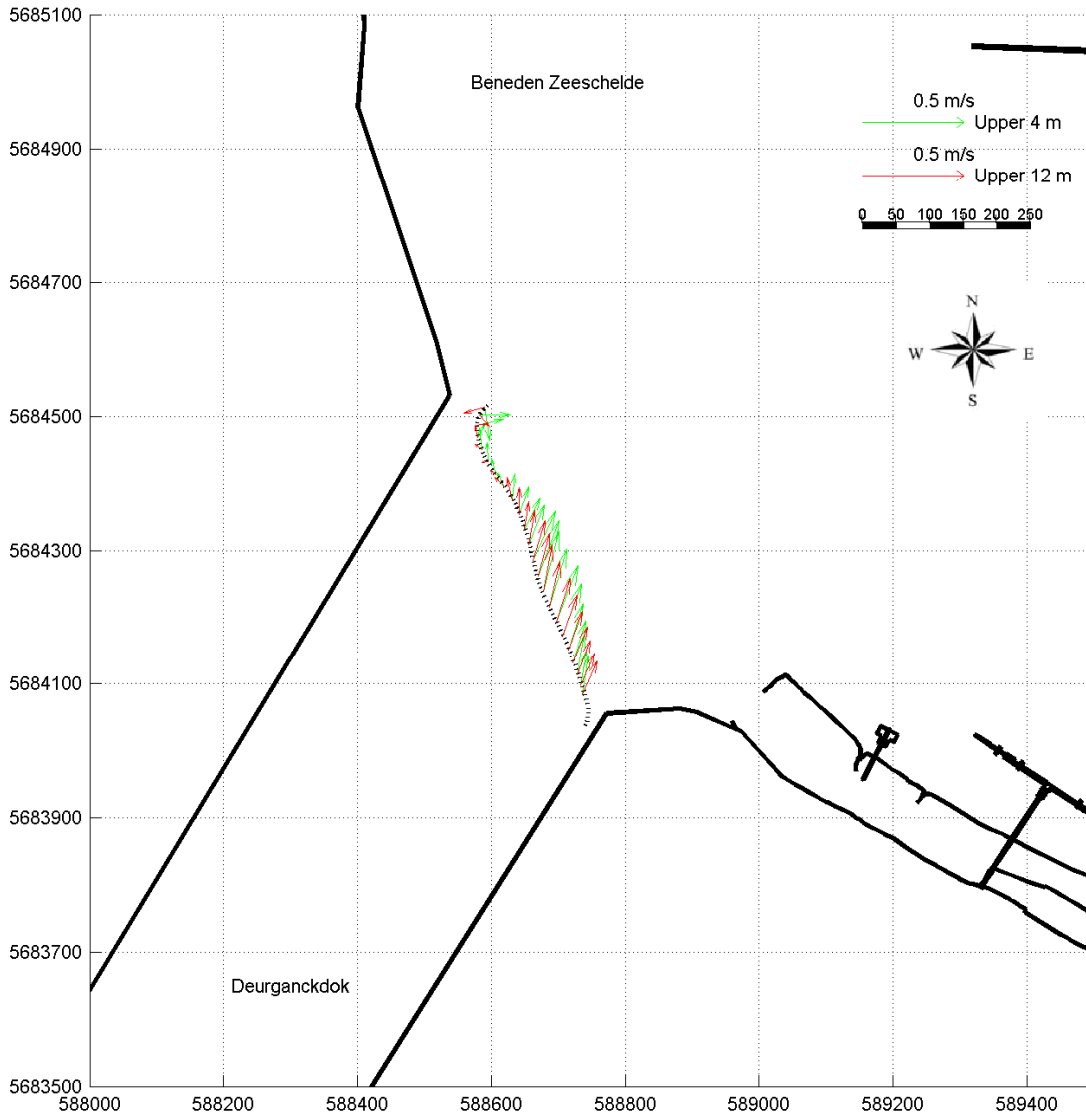 5685100
Beneden Zeeschelde
0.5 m/s
Upper 4 m
5684900
0.5 m/s
Upper 12 m
0 50 100 150 200 250
5684700
N
W E
S
5684500
5684300
5684100
5683900
5683700
Deurganckdok
5683500
588000 588200 588400 588600 588800 589000 589200 589400